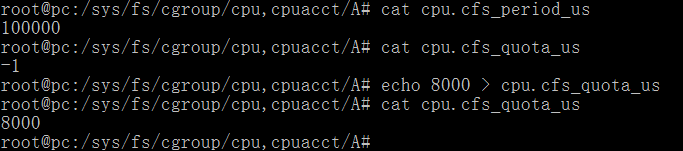 root@pc:/sys/fs/cgroup/cpu,cpuacct/A# cat cpu.cfs_period_us
100000
root@pc:/sys/fs/cgroup/cpu,cpuacct/A# cat cpu.cfs_quota_us
-1
root@pc:/sys/fs/cgroup/cpu,cpuacct/A# echo 8000 > cpu.cfs_quota_us
root@pc:/sys/fs/cgroup/cpu,cpuacct/A# cat cpu.cfs_quota_us
8000
root@pc:/sys/fs/cgroup/cpu,cpuacct/A#